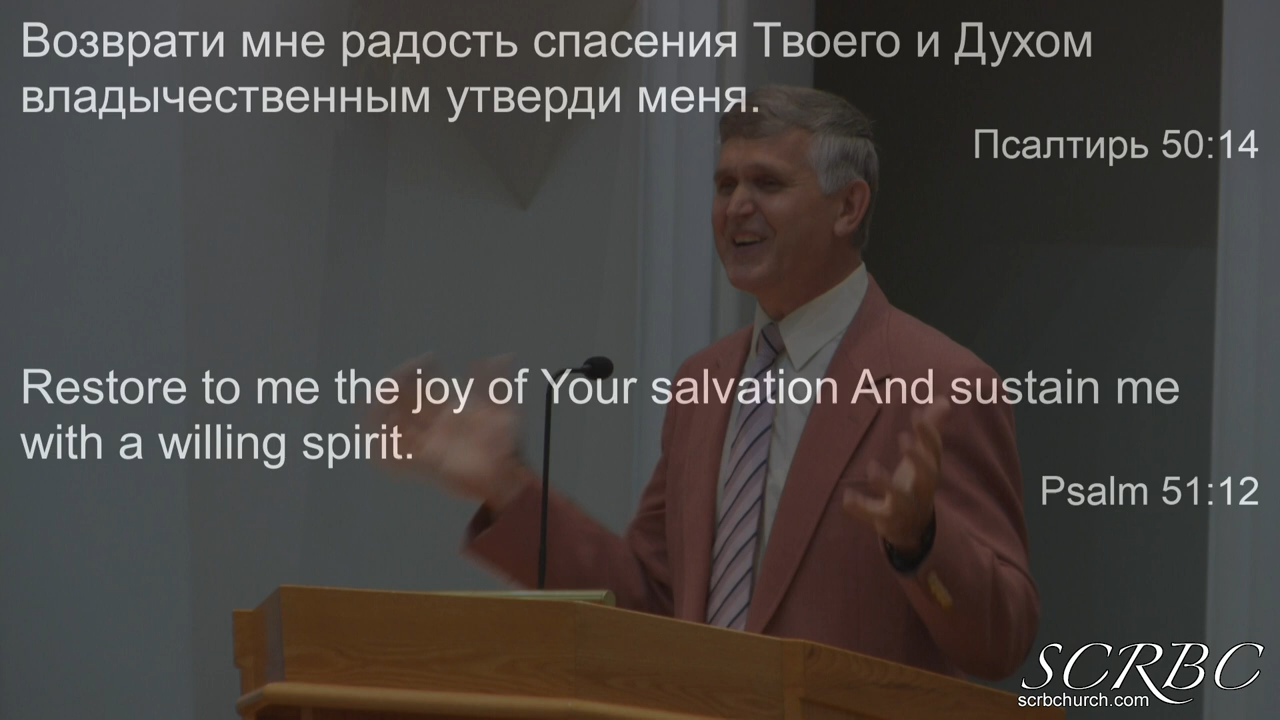 Возврати мне радость спасения Твоего и Духом
владычественным утверди меня.
Псалтирь 50:14
Restore to me the joy of Your salvation And sustain me
with a willing spirit.
Psalm 51:12
SCRBC
scrbchurch.com